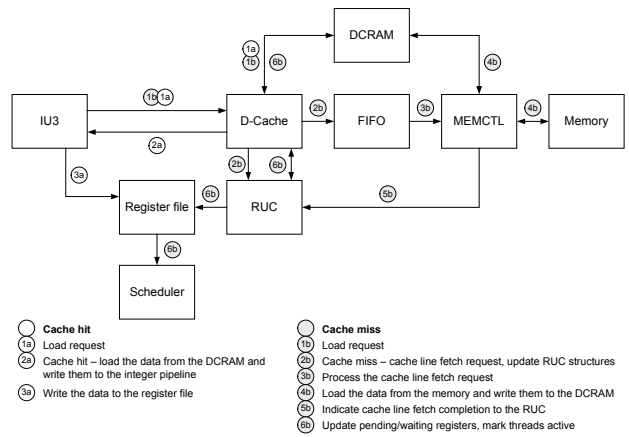 DCRAM
1a
1b
6b
4b
IU3
1b
1a
D-Cache
2b
FIFO
3b
MEMCTL
4b
Memory
2a
2b
6b
3a
5b
Register file
6b
RUC
6b
Scheduler
Cache hit
1a Load request
2a Cache hit – load the data from the DCRAM and
write them to the integer pipeline
3a Write the data to the register file
Cache miss
1b Load request
2b Cache miss – cache line fetch request, update RUC structures
3b Process the cache line fetch request
4b Load the data from the memory and write them to the DCRAM
5b Indicate cache line fetch completion to the RUC
6b Update pending/waiting registers, mark threads active